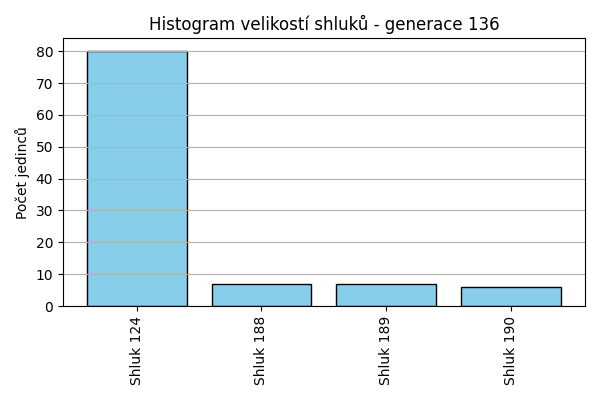 Histogram velikostí shluků - generace 136
Počet jedinců
80
70
60
50
40
30
20
10
0
Shluk 124
Shluk 188
Shluk 189
Shluk 190